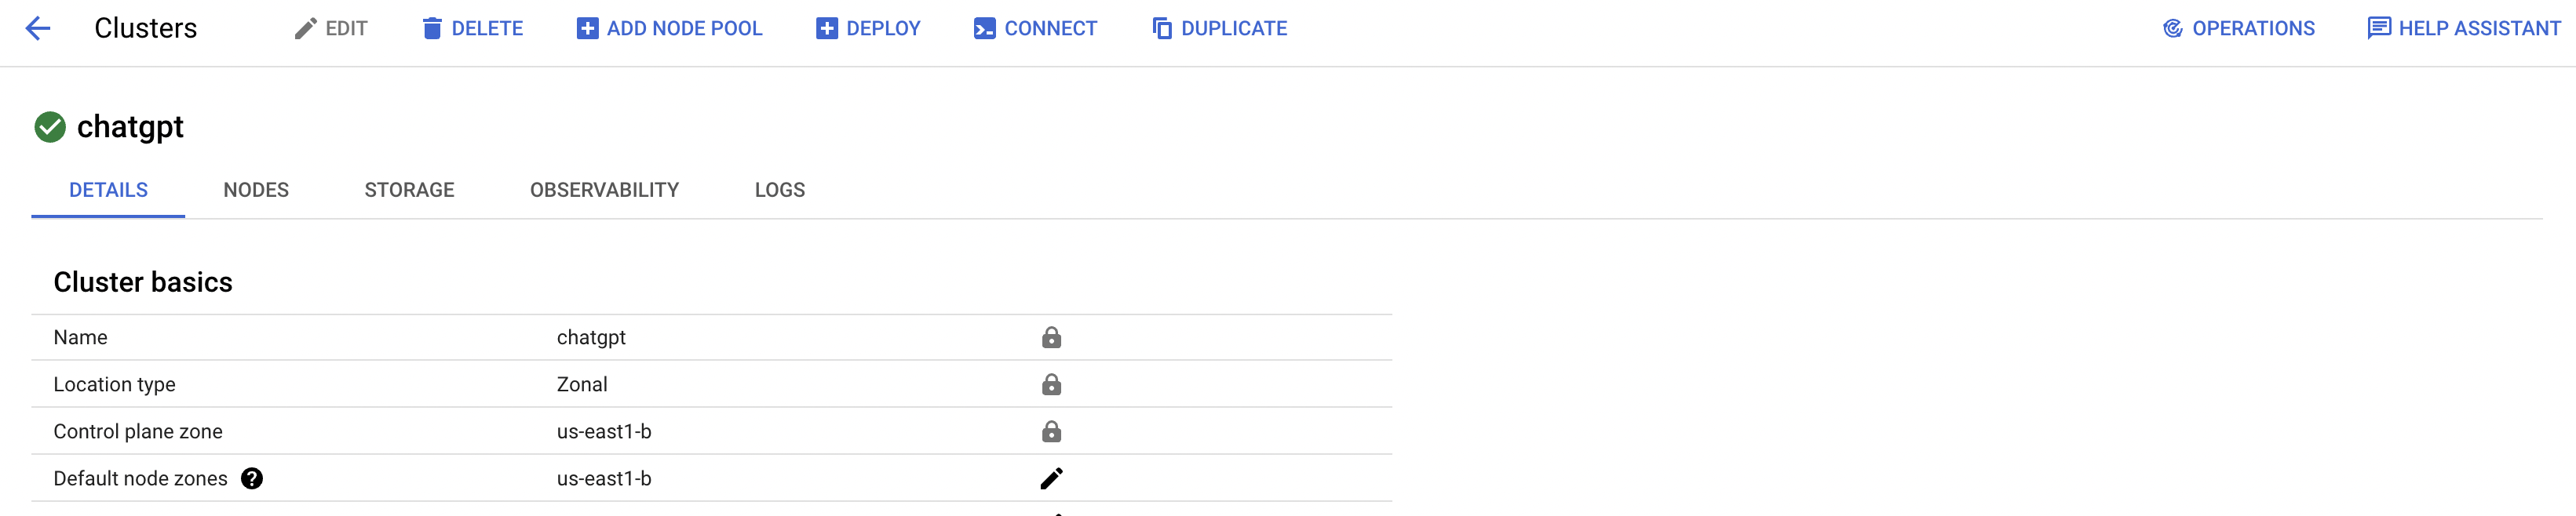 Clusters EDIT DELETE ADD NODE POOL DEPLOY CONNECT DUPLICATE OPERATIONS HELP ASSISTANT
chatgpt
DETAILS NODES STORAGE OBSERVABILITY LOGS
Cluster basics
Name chatgpt
Location type Zonal
Control plane zone us-east1-b
Default node zones ? us-east1-b